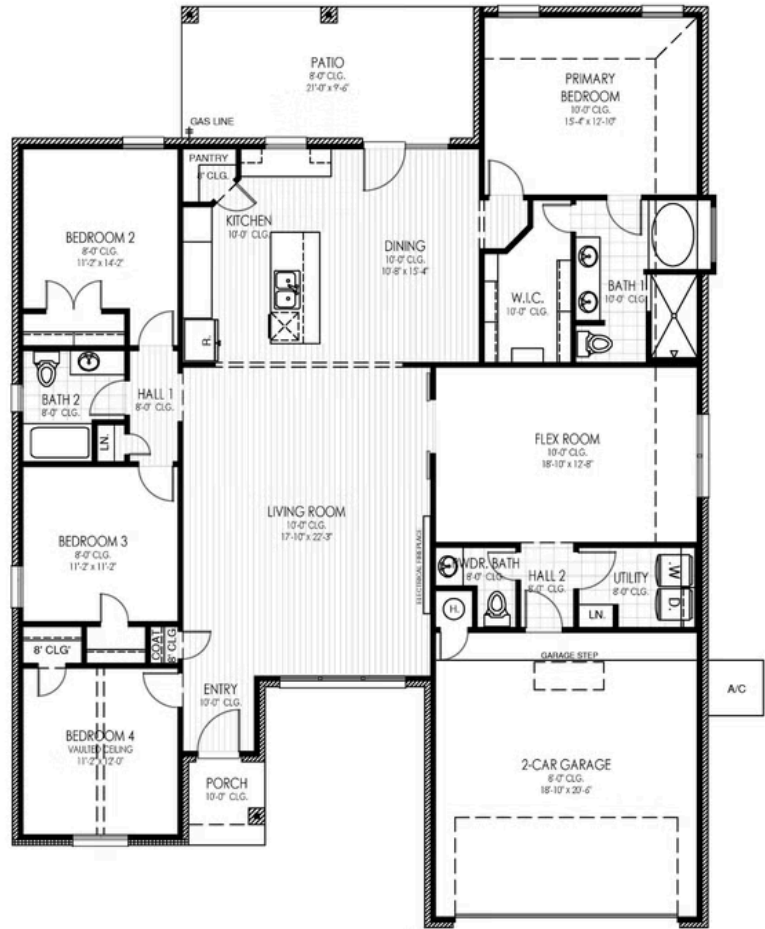 PATIO
8'-0" CLG.
21'-0" x 9'-6"
PRIMARY
BEDROOM
10'-0" CLG.
15'-4" x 12'-10"
GAS LINE
PANTRY
8' CLG.
KITCHEN
10'-0" CLG.
BEDROOM 2
8'-0" CLG.
11'-2" x 14'-2"
DINING
10'-0" CLG.
10'-8" x 15'-4"
W.I.C.
10'-0" CLG.
BATH 1
10'-0" CLG.
R.
BATH 2
8'-0" CLG.
HALL 1
8'-0" CLG.
LN.
FLEX ROOM
10'-0" CLG.
18'-10" x 12'-8"
LIVING ROOM
10'-0" CLG.
17'-10" x 22'-3"
BEDROOM 3
8'-0" CLG.
11'-2" x 11'-2"
ELECTRICAL FIREPLACE
PWDR. BATH
8'-0" CLG.
HALL 2
8'-0" CLG.
UTILITY
8'-0" CLG.
W.
D.
H.
LN.
8' CLG'
COAT
8' CLG.
GARAGE STEP
A/C
ENTRY
10'-0" CLG.
BEDROOM 4
VAULTED CEILING
11'-2" x 12'-0"
PORCH
10'-0" CLG.
2-CAR GARAGE
8'-0" CLG.
18'-10" x 20'-6"